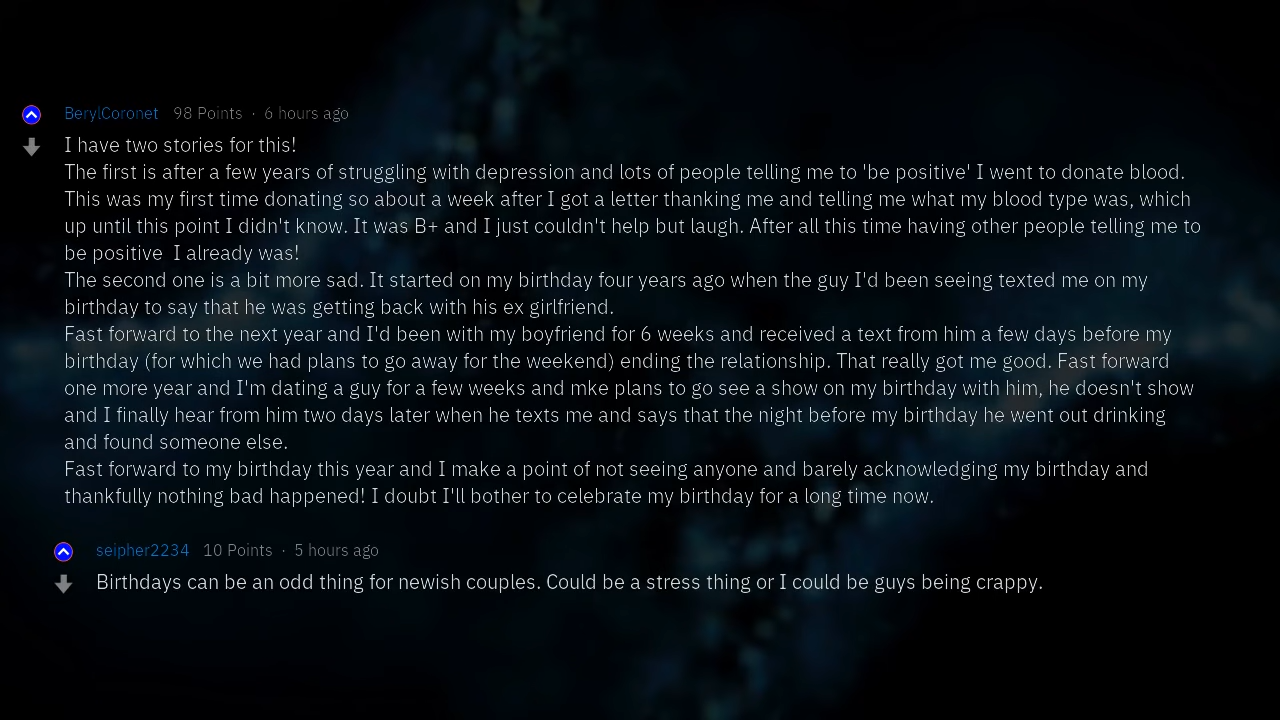 BerylCoronet 98 Points · 6 hours ago
I have two stories for this!
The first is after a few years of struggling with depression and lots of people telling me to 'be positive' I went to donate blood.
This was my first time donating so about a week after I got a letter thanking me and telling me what my blood type was, which
up until this point I didn't know. It was B+ and I just couldn't help but laugh. After all this time having other people telling me to
be positive  I already was!
The second one is a bit more sad. It started on my birthday four years ago when the guy I'd been seeing texted me on my
birthday to say that he was getting back with his ex girlfriend.
Fast forward to the next year and I'd been with my boyfriend for 6 weeks and received a text from him a few days before my
birthday (for which we had plans to go away for the weekend) ending the relationship. That really got me good. Fast forward
one more year and I'm dating a guy for a few weeks and mke plans to go see a show on my birthday with him, he doesn't show
and I finally hear from him two days later when he texts me and says that the night before my birthday he went out drinking
and found someone else.
Fast forward to my birthday this year and I make a point of not seeing anyone and barely acknowledging my birthday and
thankfully nothing bad happened! I doubt I'll bother to celebrate my birthday for a long time now.
seipher2234 10 Points · 5 hours ago
Birthdays can be an odd thing for newish couples. Could be a stress thing or I could be guys being crappy.